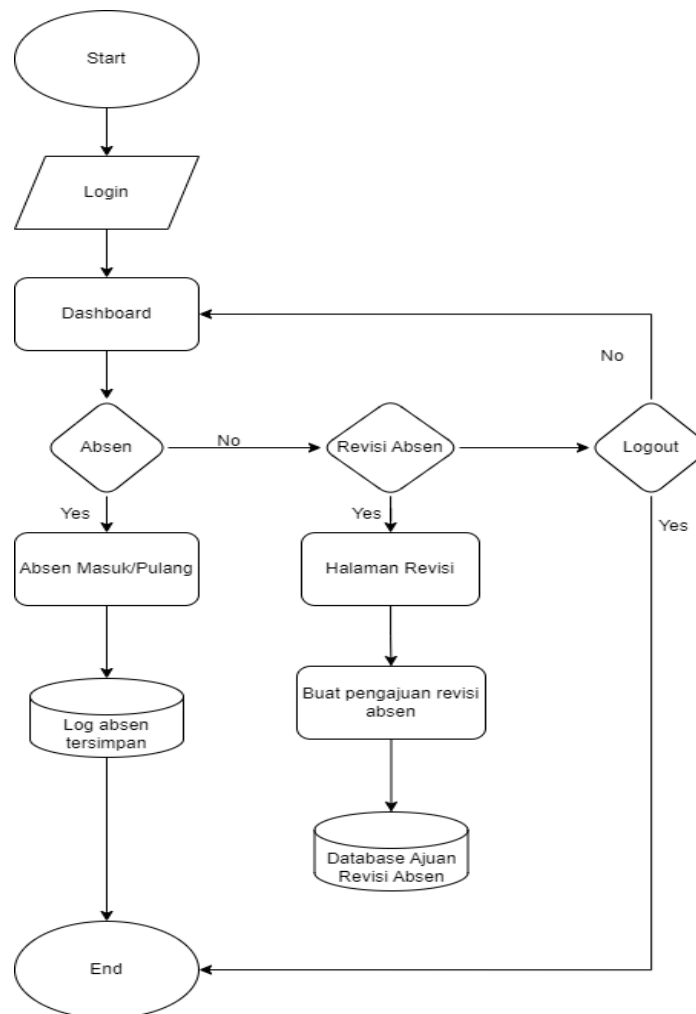 Start
Login
Dashboard
No
Absen
No
Revisi Absen
Logout
Yes
Yes
Yes
Absen Masuk/Pulang
Halaman Revisi
Buat pengajuan revisi
absen
Log absen
tersimpan
Database Ajuan
Revisi Absen
End